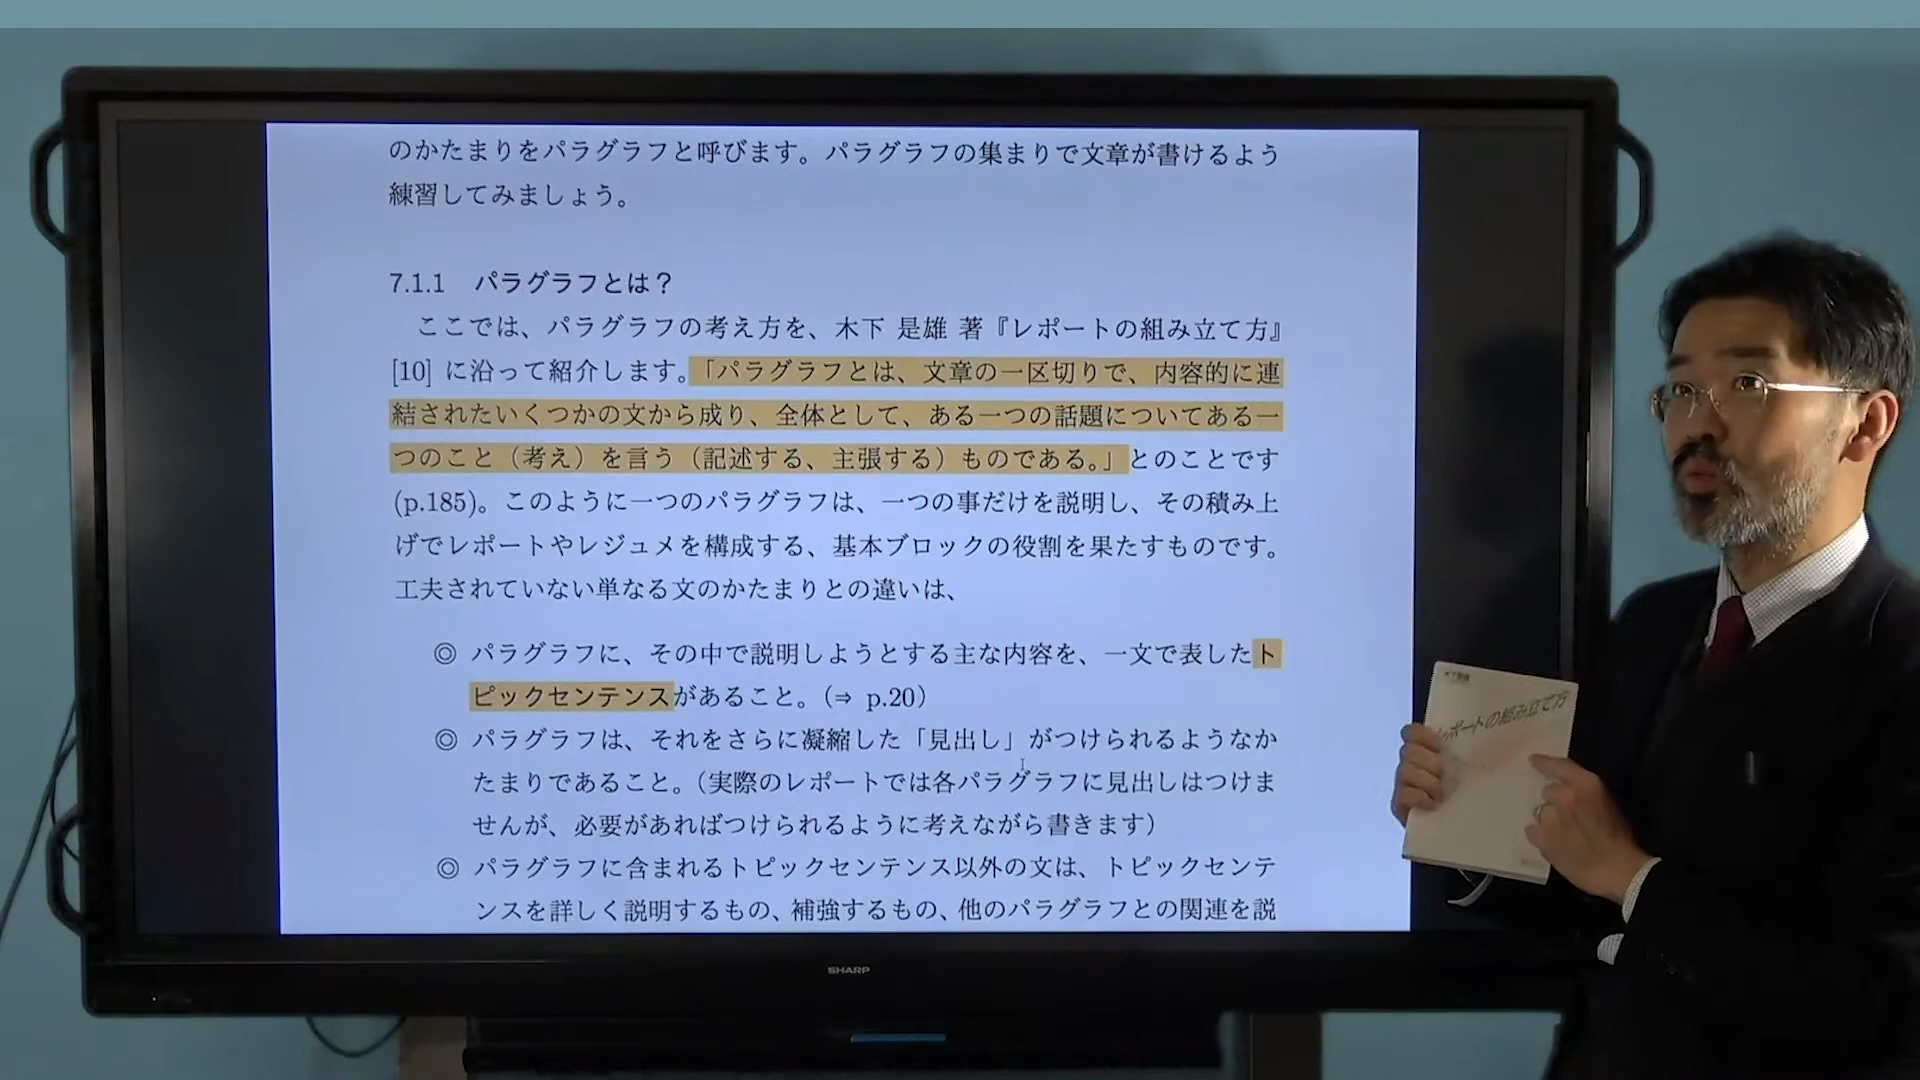 のかたまりをパラグラフと呼びます。パラグラフの集まりで文章が書けるよう
練習してみましょう。
7.1.1 パラグラフとは？
ここでは、パラグラフの考え方を、木下 是雄 著『レポートの組み立て方』
[10] に沿って紹介します。「パラグラフとは、文章の一区切りで、内容的に連
結されたいくつかの文から成り、全体として、ある一つの話題についてある一
つのこと（考え）を言う（記述する、主張する）ものである。」とのことです
(p.185)。このように一つのパラグラフは、一つの事だけを説明し、その積み上
げでレポートやレジュメを構成する、基本ブロックの役割を果たすものです。
工夫されていない単なる文のかたまりとの違いは、
◎ パラグラフに、その中で説明しようとする主な内容を、一文で表したト
ピックセンテンスがあること。（⇒ p.20）
◎ パラグラフは、それをさらに凝縮した「見出し」がつけられるようなか
たまりであること。（実際のレポートでは各パラグラフに見出しはつけま
せんが、必要があればつけられるように考えながら書きます）
◎ パラグラフに含まれるトピックセンテンス以外の文は、トピックセンテ
ンスを詳しく説明するもの、補強するもの、他のパラグラフとの関連を説
SHARP
レポートの組み立て方